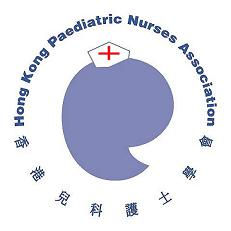 Hong Kong Paediatric Nurses Association
香港兒科護士學會